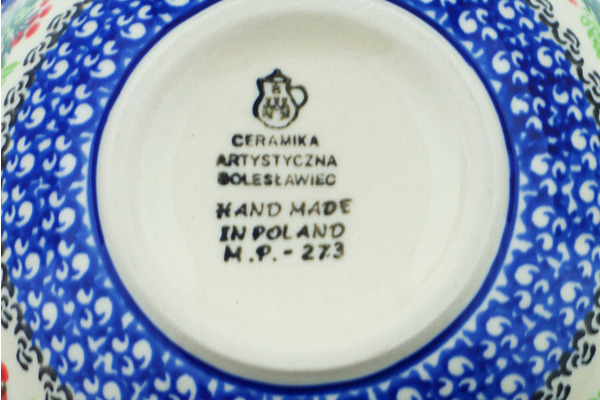 CERAMIKA
ARTYSTYCZNA
BOLESŁAWIEC
HAND MADE
IN POLAND
M.P.-273